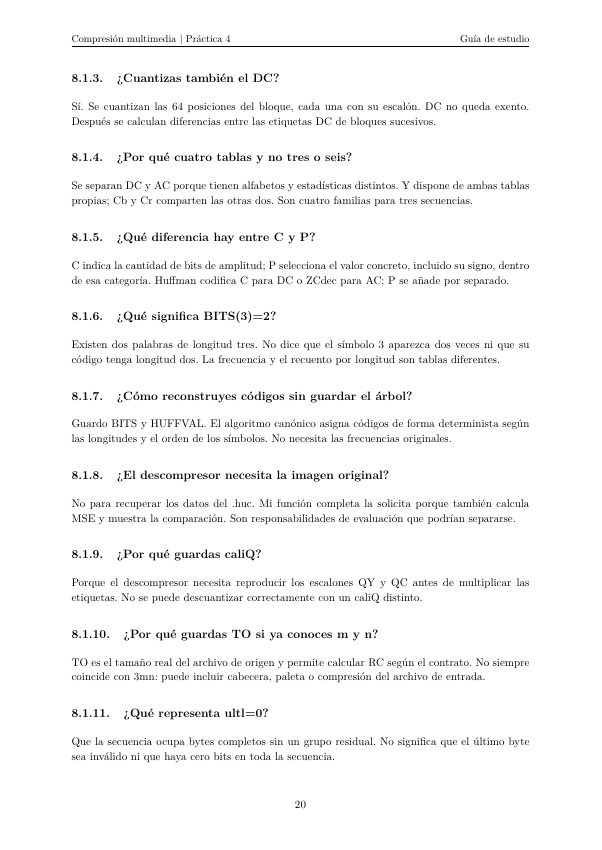 Compresión multimedia | Práctica 4 Guía de estudio
8.1.3. ¿Cuantizas también el DC?
Sí. Se cuantizan las 64 posiciones del bloque, cada una con su escalón. DC no queda exento.
Después se calculan diferencias entre las etiquetas DC de bloques sucesivos.
8.1.4. ¿Por qué cuatro tablas y no tres o seis?
Se separan DC y AC porque tienen alfabetos y estadísticas distintos. Y dispone de ambas tablas
propias; Cb y Cr comparten las otras dos. Son cuatro familias para tres secuencias.
8.1.5. ¿Qué diferencia hay entre C y P?
C indica la cantidad de bits de amplitud; P selecciona el valor concreto, incluido su signo, dentro
de esa categoría. Huffman codifica C para DC o ZCdec para AC; P se añade por separado.
8.1.6. ¿Qué significa BITS(3)=2?
Existen dos palabras de longitud tres. No dice que el símbolo 3 aparezca dos veces ni que su
código tenga longitud dos. La frecuencia y el recuento por longitud son tablas diferentes.
8.1.7. ¿Cómo reconstruyes códigos sin guardar el árbol?
Guardo BITS y HUFFVAL. El algoritmo canónico asigna códigos de forma determinista según
las longitudes y el orden de los símbolos. No necesita las frecuencias originales.
8.1.8. ¿El descompresor necesita la imagen original?
No para recuperar los datos del .huc. Mi función completa la solicita porque también calcula
MSE y muestra la comparación. Son responsabilidades de evaluación que podrían separarse.
8.1.9. ¿Por qué guardas caliQ?
Porque el descompresor necesita reproducir los escalones QY y QC antes de multiplicar las
etiquetas. No se puede descuantizar correctamente con un caliQ distinto.
8.1.10. ¿Por qué guardas TO si ya conoces m y n?
TO es el tamaño real del archivo de origen y permite calcular RC según el contrato. No siempre
coincide con 3mn: puede incluir cabecera, paleta o compresión del archivo de entrada.
8.1.11. ¿Qué representa ultl=0?
Que la secuencia ocupa bytes completos sin un grupo residual. No significa que el último byte
sea inválido ni que haya cero bits en toda la secuencia.
20